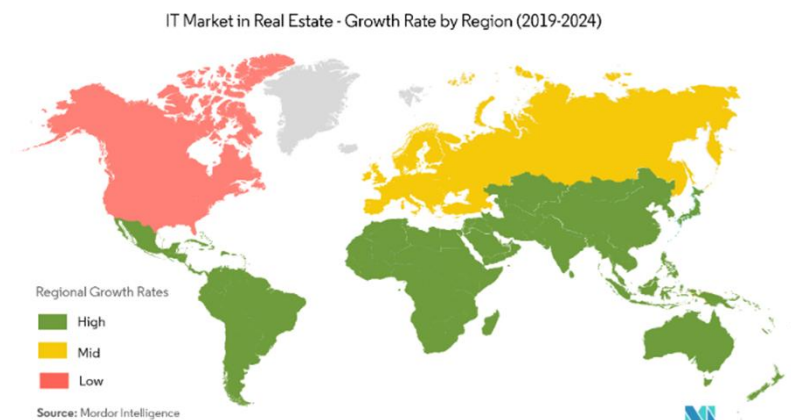 IT Market in Real Estate - Growth Rate by Region (2019-2024)
Regional Growth Rates
High
Mid
Low
Source: Mordor Intelligence